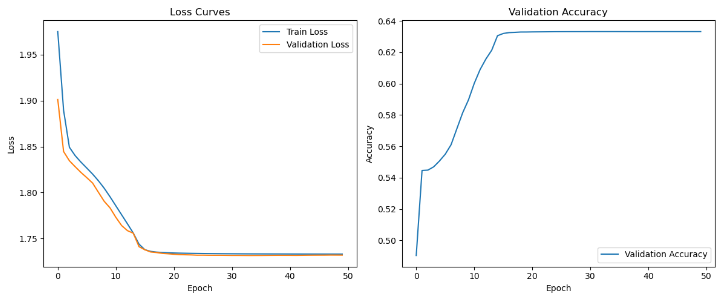 Loss Curves
Train Loss
Validation Loss
1.95
1.90
1.85
1.80
1.75
Loss
0 10 20 30 40 50
Epoch
Validation Accuracy
0.64
0.62
0.60
0.58
0.56
0.54
0.52
0.50
Accuracy
Validation Accuracy
0 10 20 30 40 50
Epoch